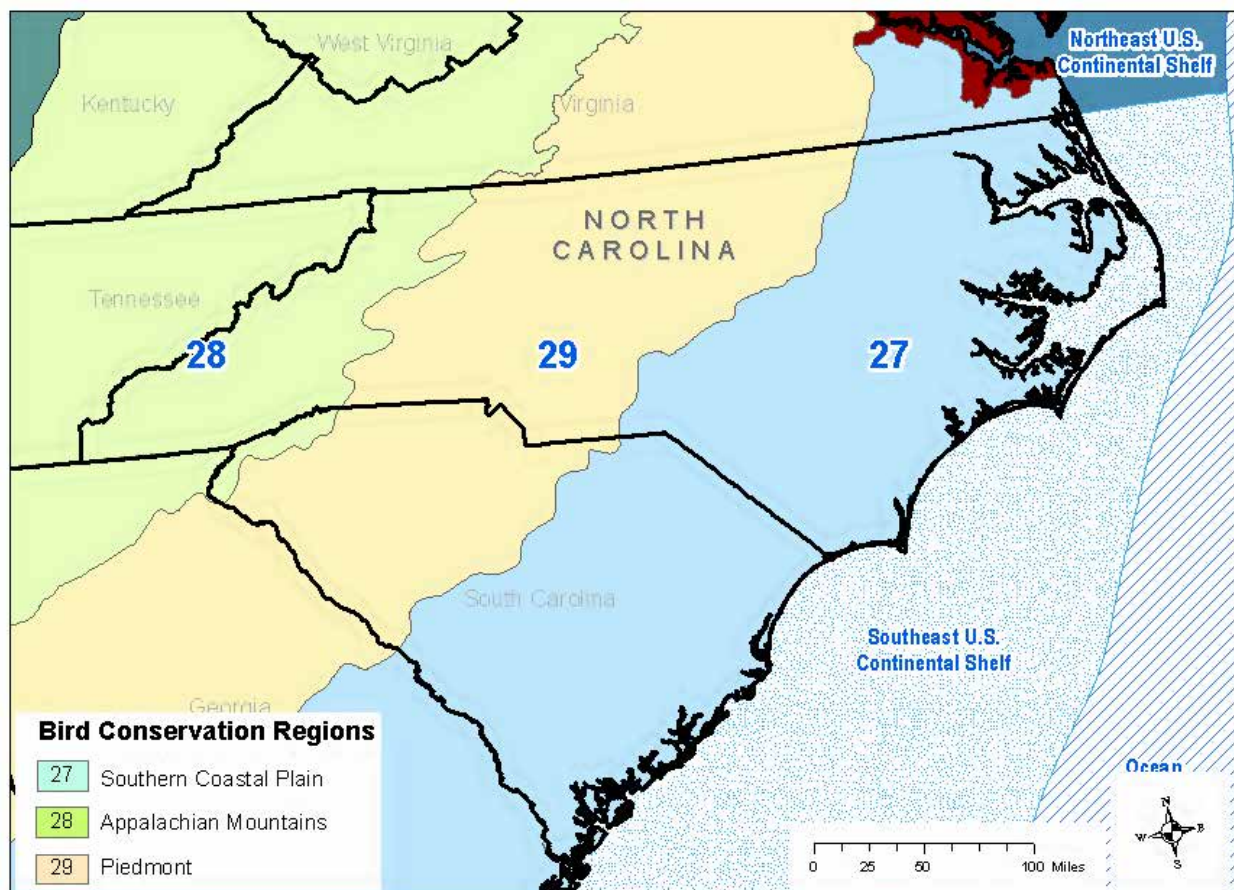 West Virginia
Northeast U.S.
Continental Shelf
Kentucky
Virginia
NORTH
CAROLINA
Tennessee
28
29
27
South Carolina
Southeast U.S.
Continental Shelf
Georgia
Bird Conservation Regions
27 Southern Coastal Plain
28 Appalachian Mountains
29 Piedmont
Ocean
N
W E
S
0 25 50 100 Miles